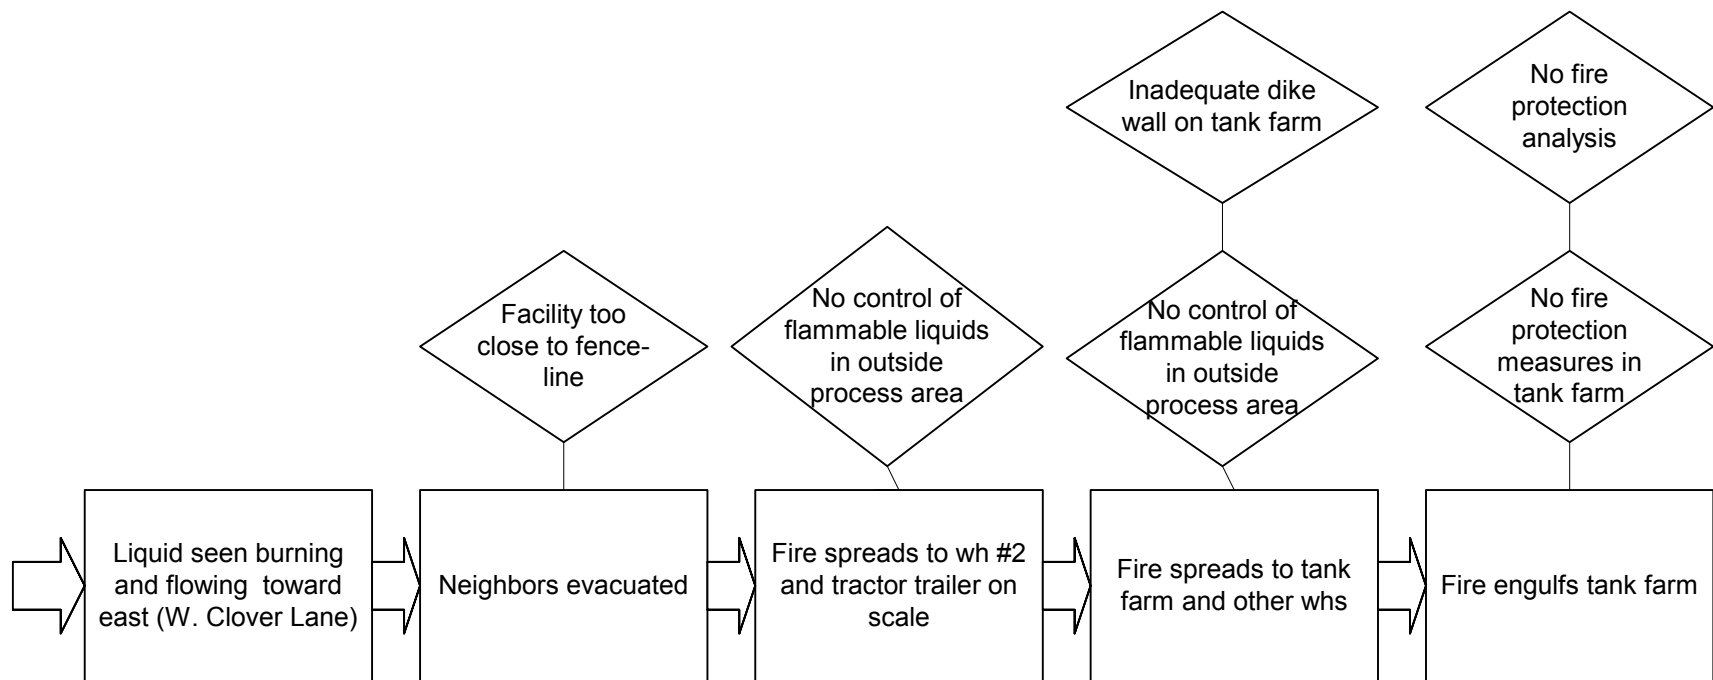 Inadequate dike
wall on tank farm
No fire
protection
analysis
Facility too
close to fence-
line
No control of
flammable liquids
in outside
process area
No control of
flammable liquids
in outside
process area
No fire
protection
measures in
tank farm
Liquid seen burning
and flowing toward
east (W. Clover Lane)
Neighbors evacuated
Fire spreads to wh #2
and tractor trailer on
scale
Fire spreads to tank
farm and other whs
Fire engulfs tank farm